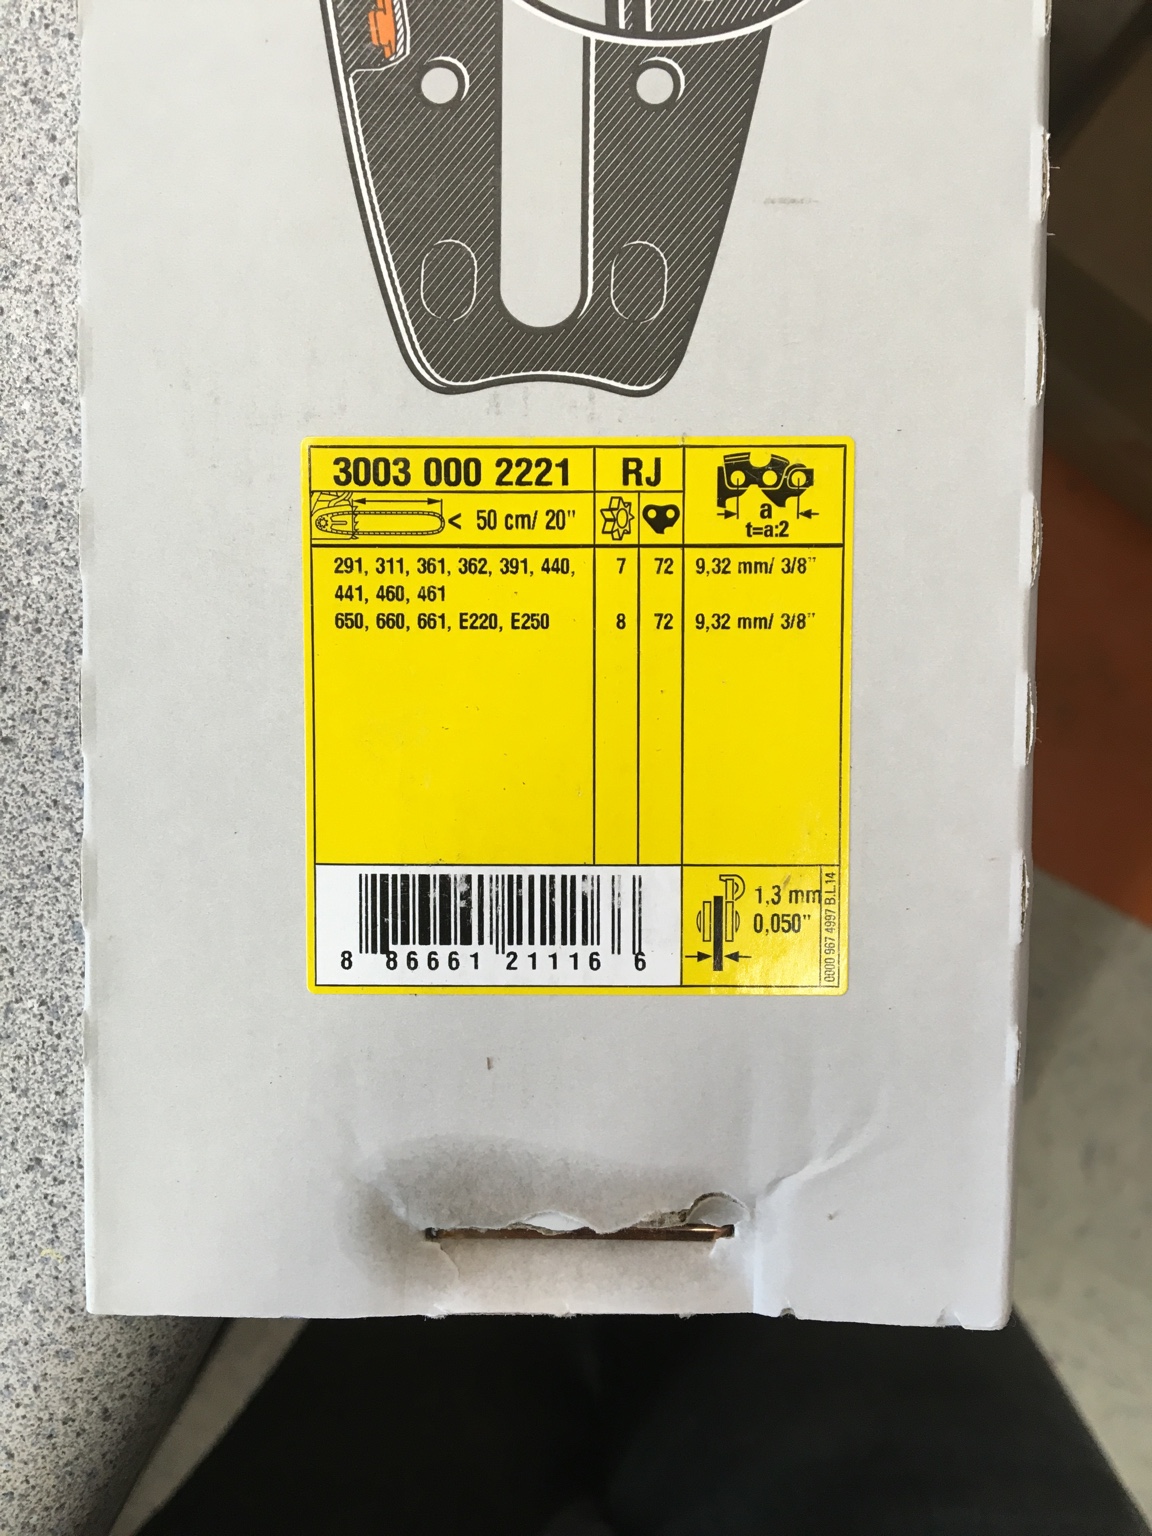 3003 000 2221 RJ
a
t=a:2
< 50 cm/ 20"
291, 311, 361, 362, 391, 440, 7 72 9,32 mm/ 3/8"
441, 460, 461
650, 660, 661, E220, E250 8 72 9,32 mm/ 3/8"
1,3 mm
0,050"
8 86661 21116 6
0000 967 4997 B.L.14